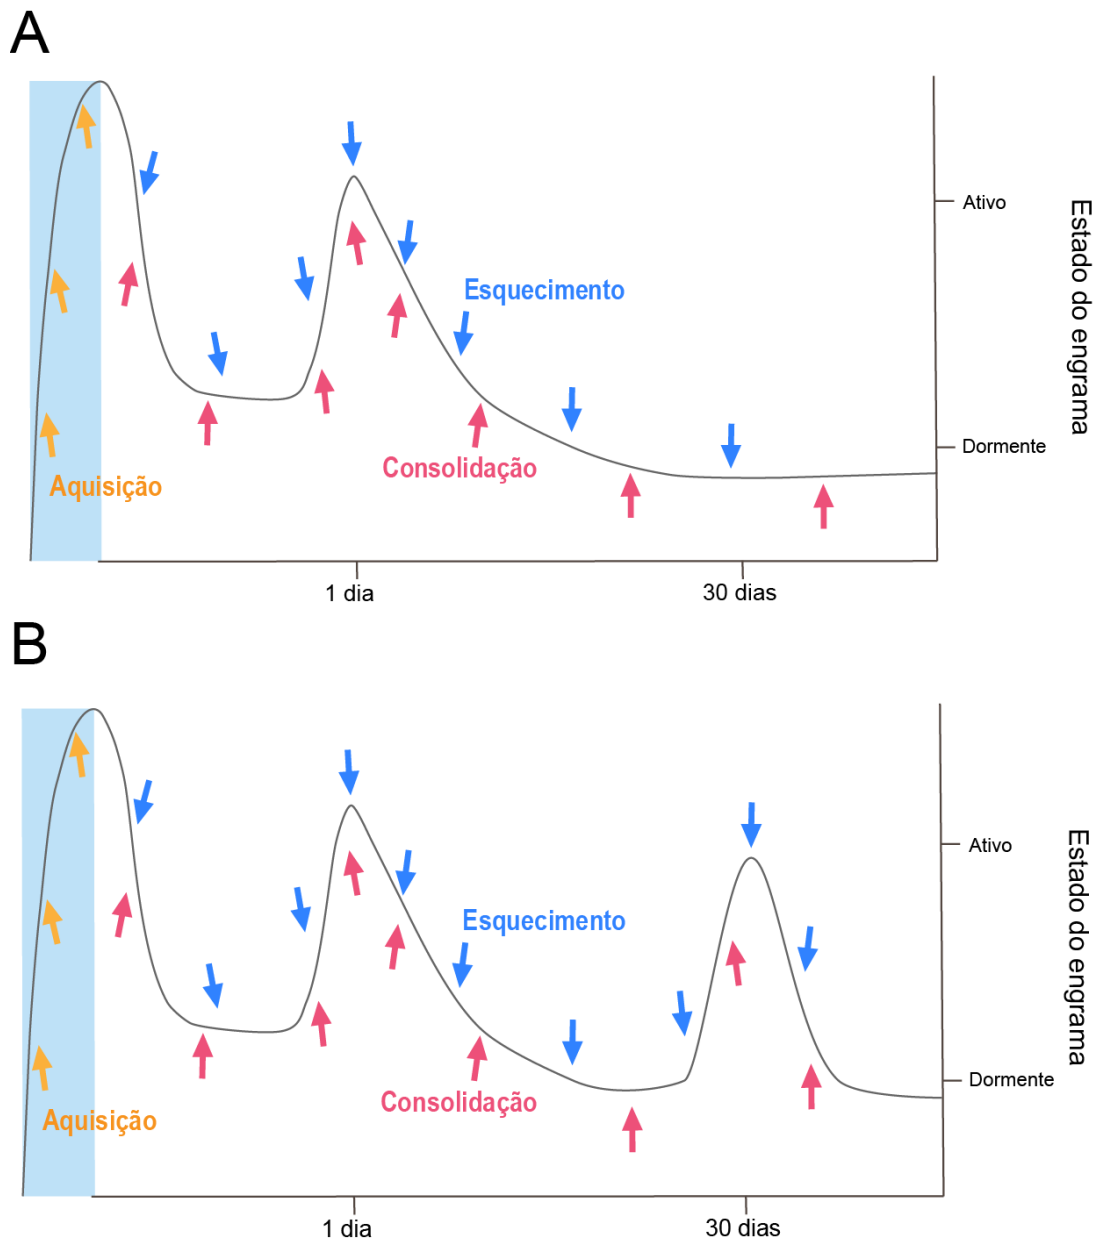 A
Ativo
Estado do engrama
Esquecimento
Dormente
Consolidação
Aquisição
1 dia
30 dias
B
Ativo
Estado do engrama
Esquecimento
Dormente
Consolidação
Aquisição
1 dia
30 dias